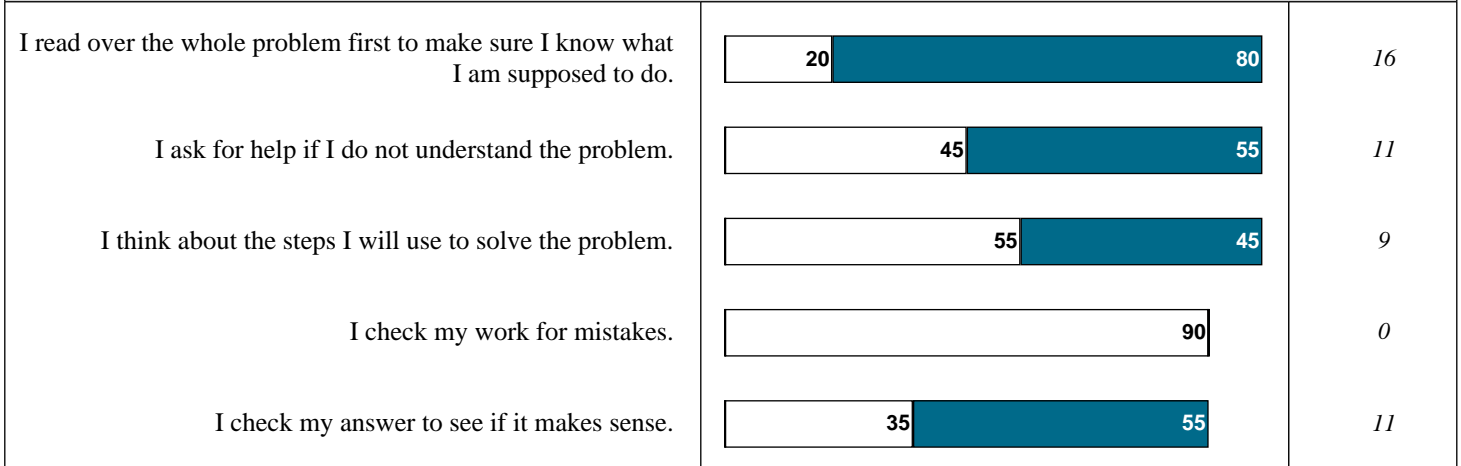 I read over the whole problem first to make sure I know what
I am supposed to do.
20 80 16
I ask for help if I do not understand the problem.
45 55 11
I think about the steps I will use to solve the problem.
55 45 9
I check my work for mistakes.
90 0
I check my answer to see if it makes sense.
35 55 11